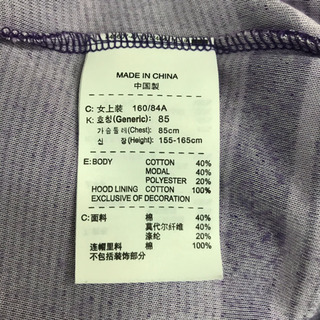 MADE IN CHINA
中国製
C: 女上装 160/84A
K: 호칭(Generic): 85
가슴둘레(Chest): 85cm
신 장(Height): 155-165cm
E: BODY COTTON 40%
MODAL 40%
POLYESTER 20%
HOOD LINING COTTON 100%
EXCLUSIVE OF DECORATION
C: 面料 棉 40%
莫代尔纤维 40%
涤纶 20%
连帽里料 棉 100%
不包括装饰部分